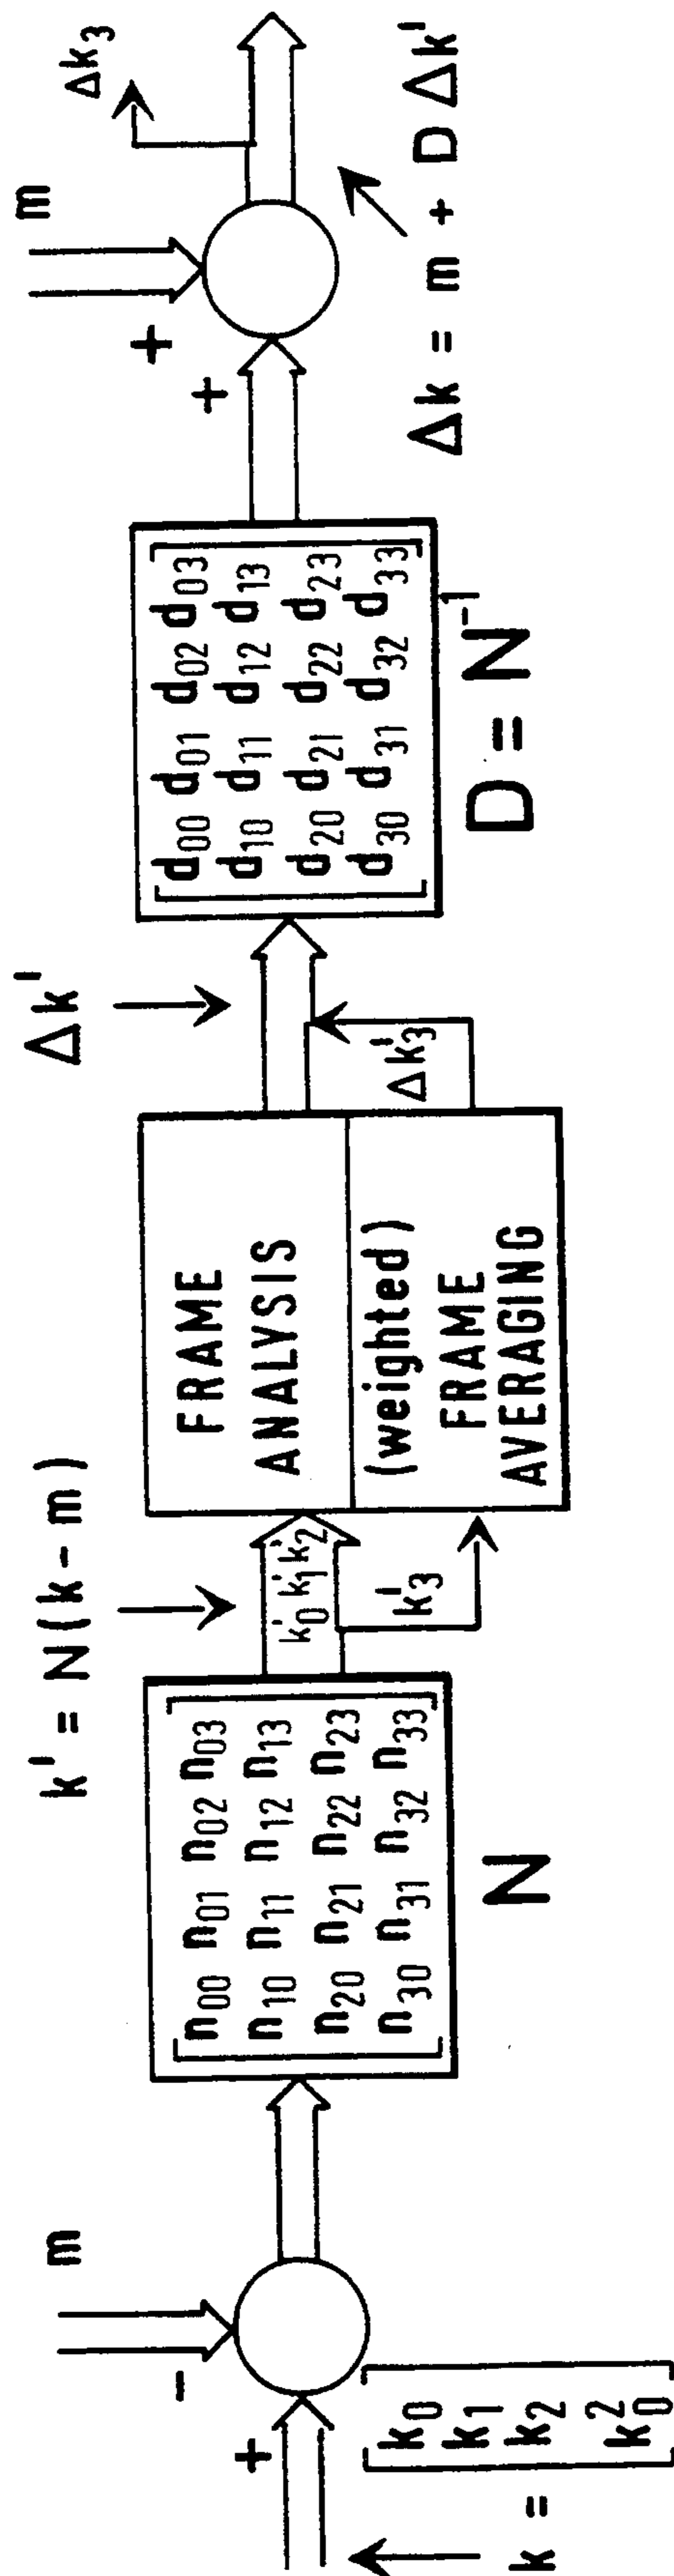 k =
k₀
k₁
k₂
k₀²
+
-
m
n₀₀ n₀₁ n₀₂ n₀₃
n₁₀ n₁₁ n₁₂ n₁₃
n₂₀ n₂₁ n₂₂ n₂₃
n₃₀ n₃₁ n₃₂ n₃₃
N
k' = N(k - m)
k'₀ k'₁ k'₂
k'₃
FRAME
ANALYSIS
(weighted)
FRAME
AVERAGING
Δk'
Δk'₃
d₀₀ d₀₁ d₀₂ d₀₃
d₁₀ d₁₁ d₁₂ d₁₃
d₂₀ d₂₁ d₂₂ d₂₃
d₃₀ d₃₁ d₃₂ d₃₃
D = N⁻¹
+
+
m
Δk₃
Δk = m + D Δk'